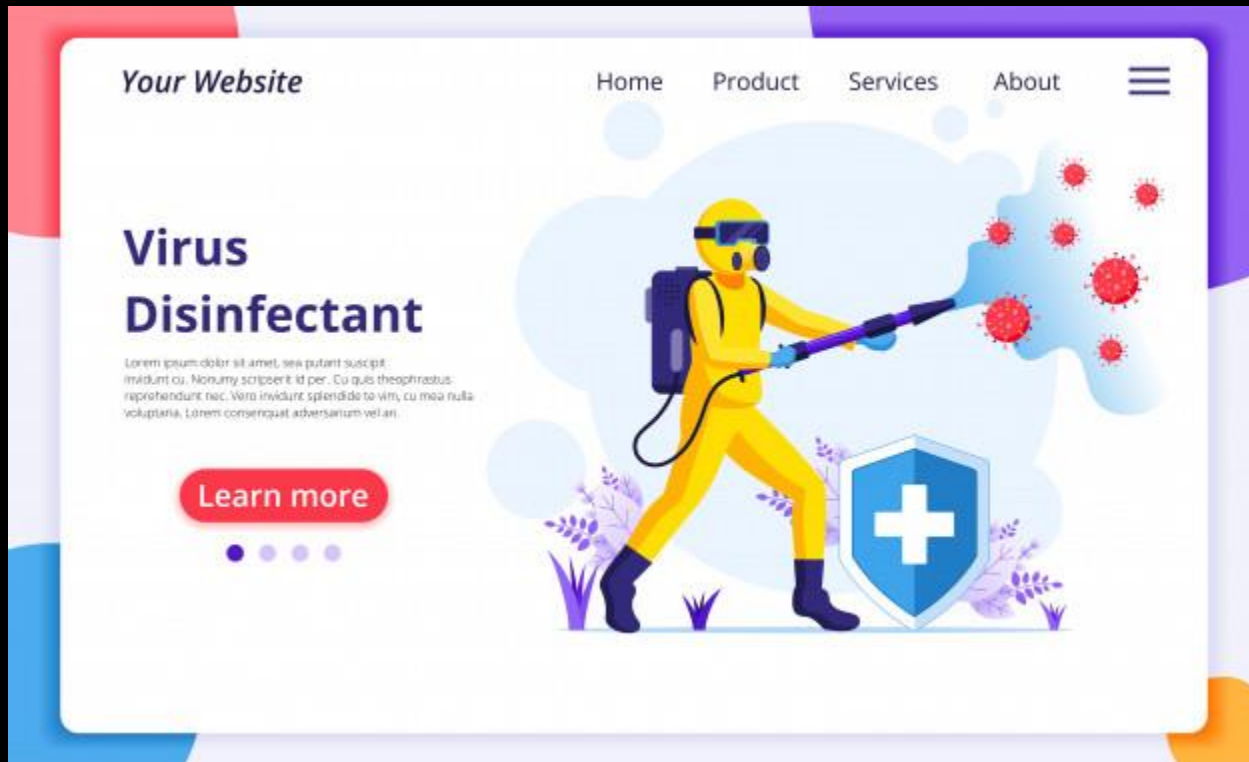 Your Website
Home Product Services About
Virus
Disinfectant
Lorem ipsum dolor sit amet, sea putant suscipit
invidunt cu. Nonumy scripserit id per. Cu quis theophrastus
reprehendunt nec. Vero invidunt splendide te vim, cu mea nulla
voluptaria. Lorem consequat adversarium vel an.
Learn more